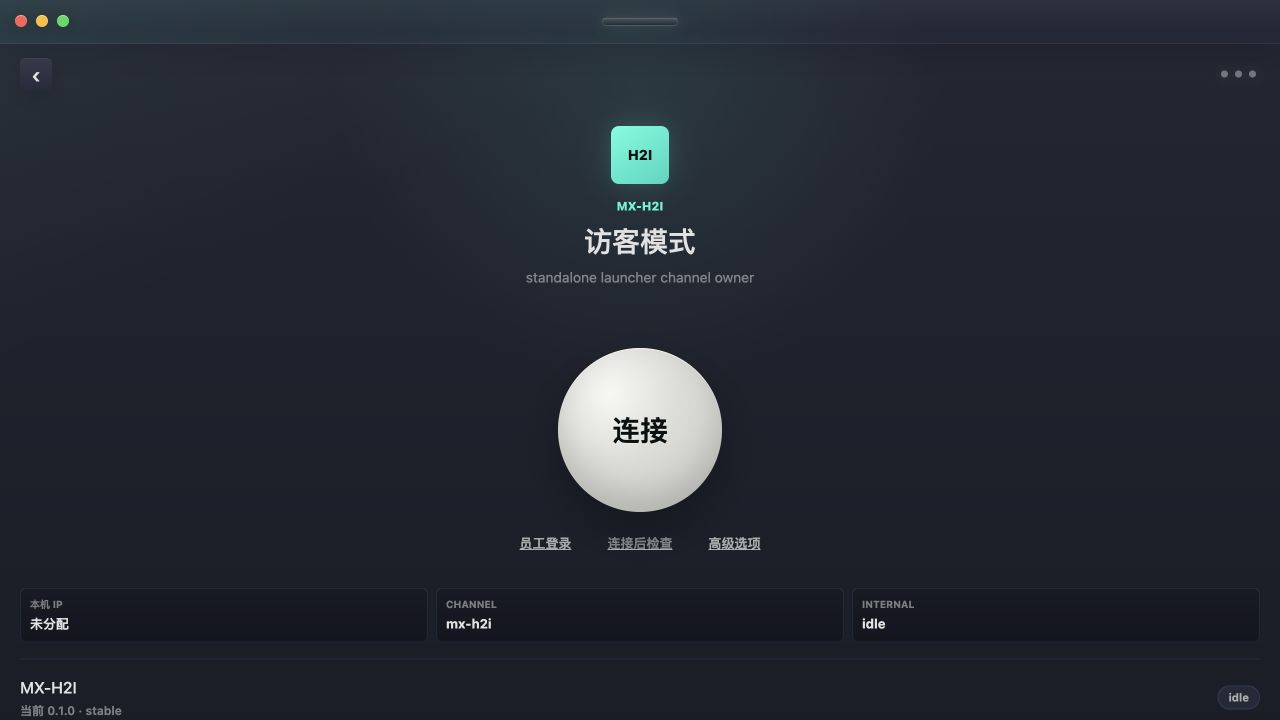 ‹
H2I
MX-H2I
访客模式
standalone launcher channel owner
连接
员工登录 连接后检查 高级选项
本机 IP
未分配
CHANNEL
mx-h2i
INTERNAL
idle
MX-H2I
当前 0.1.0 · stable
idle